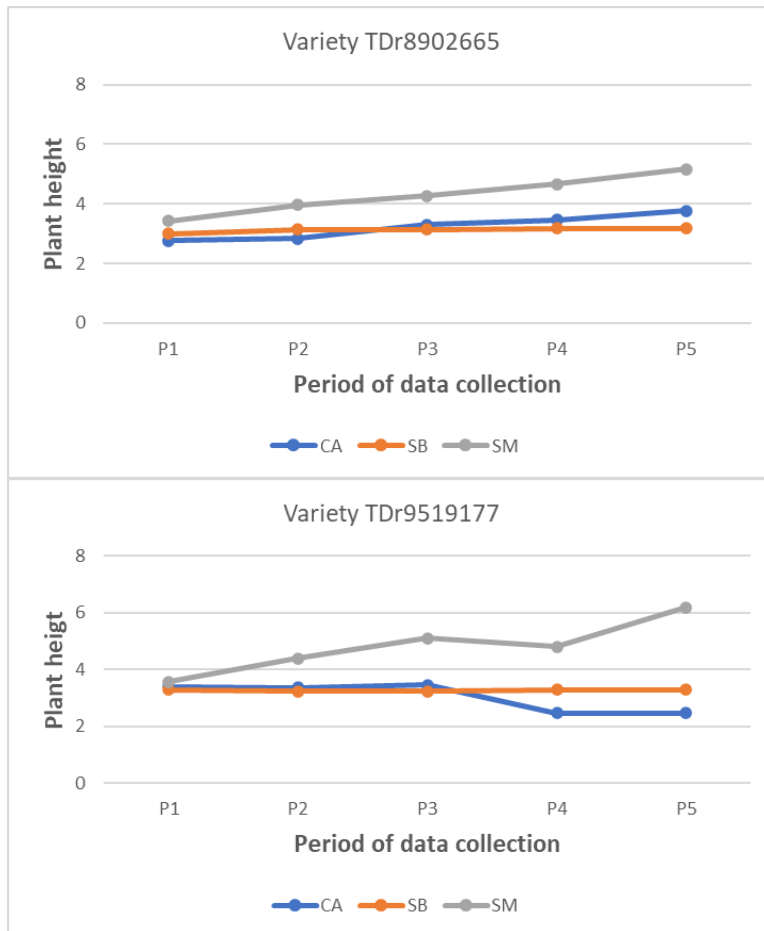 Variety TDr8902665
8
6
4
2
0
Plant height
P1 P2 P3 P4 P5
Period of data collection
CA SB SM
Variety TDr9519177
8
6
4
2
0
Plant heigt
P1 P2 P3 P4 P5
Period of data collection
CA SB SM